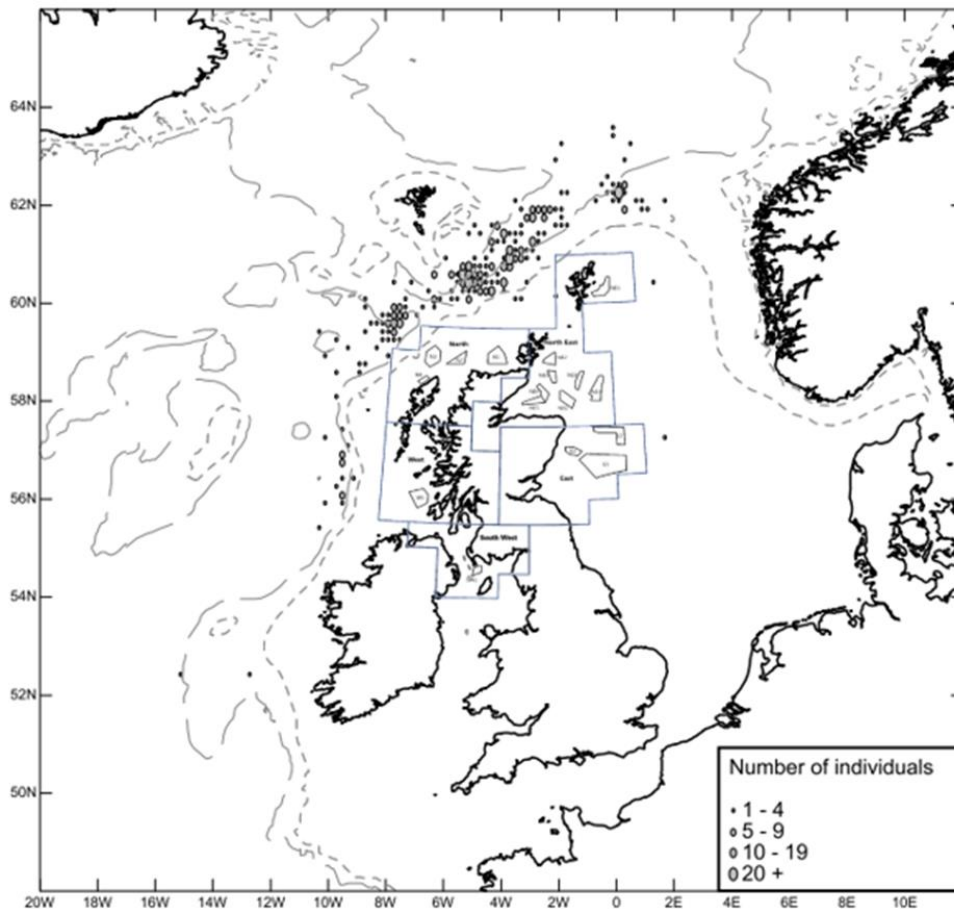 64N
62N
60N
58N
56N
54N
52N
50N
North
North East
West
East
South West
Number of individuals
1 - 4
5 - 9
10 - 19
20 +
20W 18W 16W 14W 12W 10W 8W 6W 4W 2W 0 2E 4E 6E 8E 10E